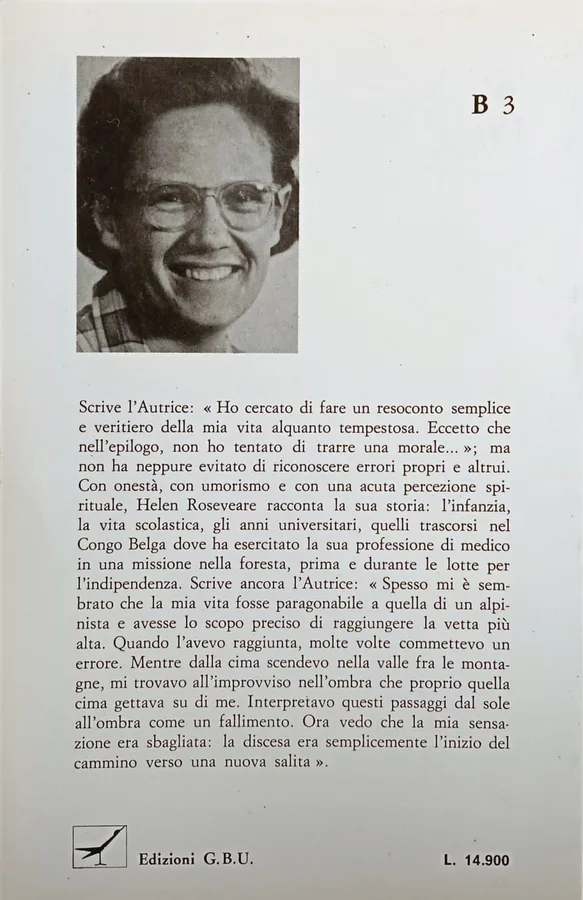 B 3
Scrive l'Autrice: « Ho cercato di fare un resoconto semplice
e veritiero della mia vita alquanto tempestosa. Eccetto che
nell'epilogo, non ho tentato di trarre una morale... »; ma
non ha neppure evitato di riconoscere errori propri e altrui.
Con onestà, con umorismo e con una acuta percezione spi-
rituale, Helen Roseveare racconta la sua storia: l'infanzia,
la vita scolastica, gli anni universitari, quelli trascorsi nel
Congo Belga dove ha esercitato la sua professione di medico
in una missione nella foresta, prima e durante le lotte per
l'indipendenza. Scrive ancora l'Autrice: « Spesso mi è sem-
brato che la mia vita fosse paragonabile a quella di un alpi-
nista e avesse lo scopo preciso di raggiungere la vetta più
alta. Quando l'avevo raggiunta, molte volte commettevo un
errore. Mentre dalla cima scendevo nella valle fra le monta-
gne, mi trovavo all'improvviso nell'ombra che proprio quella
cima gettava su di me. Interpretavo questi passaggi dal sole
all'ombra come un fallimento. Ora vedo che la mia sensa-
zione era sbagliata: la discesa era semplicemente l'inizio del
cammino verso una nuova salita ».
Edizioni G.B.U.
L. 14.900